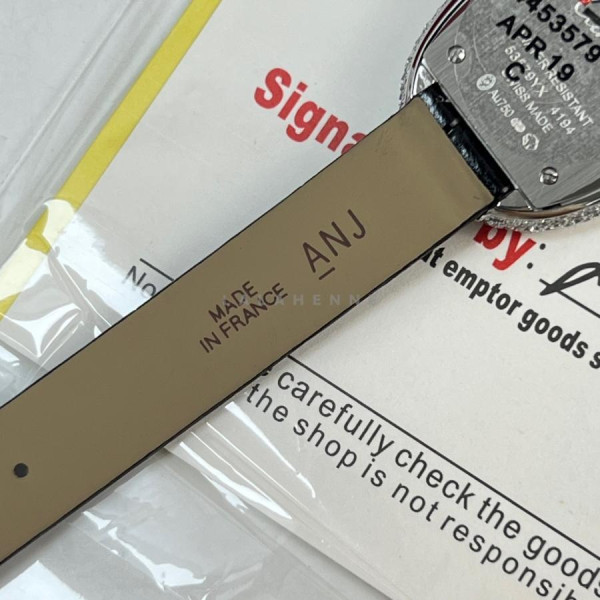 453579
APR.19
C
SWISS MADE
Au750
4194
Signa
by:
emptor goods s
No
ANJ
MADE
IN FRANCE
carefully check the goods
the shop is not responsib